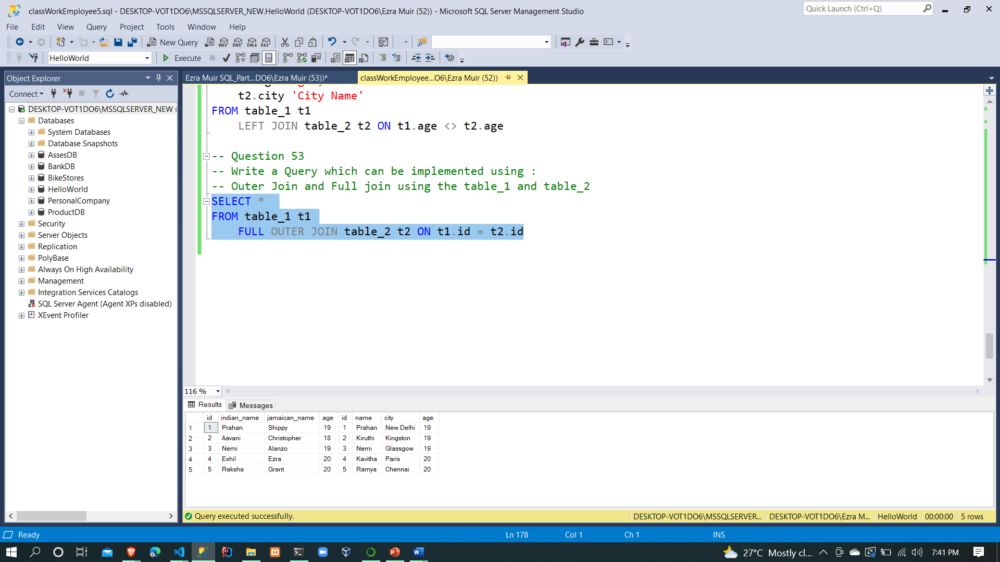 classWorkEmployee5.sql - DESKTOP-VOT1DO6\MSSQLSERVER_NEW.HelloWorld (DESKTOP-VOT1DO6\Ezra Muir (52)) - Microsoft SQL Server Management Studio
Quick Launch (Ctrl+Q)
File Edit View Query Project Tools Window Help
New Query MDX DMX XMLA DAX
HelloWorld Execute
Object Explorer
Ezra Muir SQL_Part...DO6\Ezra Muir (53))*
classWorkEmployee...O6\Ezra Muir (52))
Connect
DESKTOP-VOT1DO6\MSSQLSERVER_NEW (
Databases
System Databases
Database Snapshots
AssesDB
BankDB
BikeStores
HelloWorld
PersonalCompany
ProductDB
Security
Server Objects
Replication
PolyBase
Always On High Availability
Management
Integration Services Catalogs
SQL Server Agent (Agent XPs disabled)
XEvent Profiler
t2.city 'City Name'
FROM table_1 t1
LEFT JOIN table_2 t2 ON t1.age <> t2.age
-- Question 53
-- Write a Query which can be implemented using :
-- Outer Join and Full join using the table_1 and table_2
SELECT *
FROM table_1 t1
FULL OUTER JOIN table_2 t2 ON t1.id = t2.id
116 %
Results Messages
id indian_name jamaican_name age id name city age
1 1 Prahan Shippy 19 1 Prahan New Delhi 19
2 2 Aavani Christopher 18 2 Kiruthi Kingston 19
3 3 Nemi Alanzo 19 3 Nemi Glassgow 19
4 4 Exhil Ezra 20 4 Kavitha Paris 20
5 5 Raksha Grant 20 5 Ramya Chennai 20
Query executed successfully.
DESKTOP-VOT1DO6\MSSQLSERVER... DESKTOP-VOT1DO6\Ezra M... HelloWorld 00:00:00 5 rows
Ready Ln 178 Col 1 Ch 1 INS
27°C Mostly cl... 7:41 PM